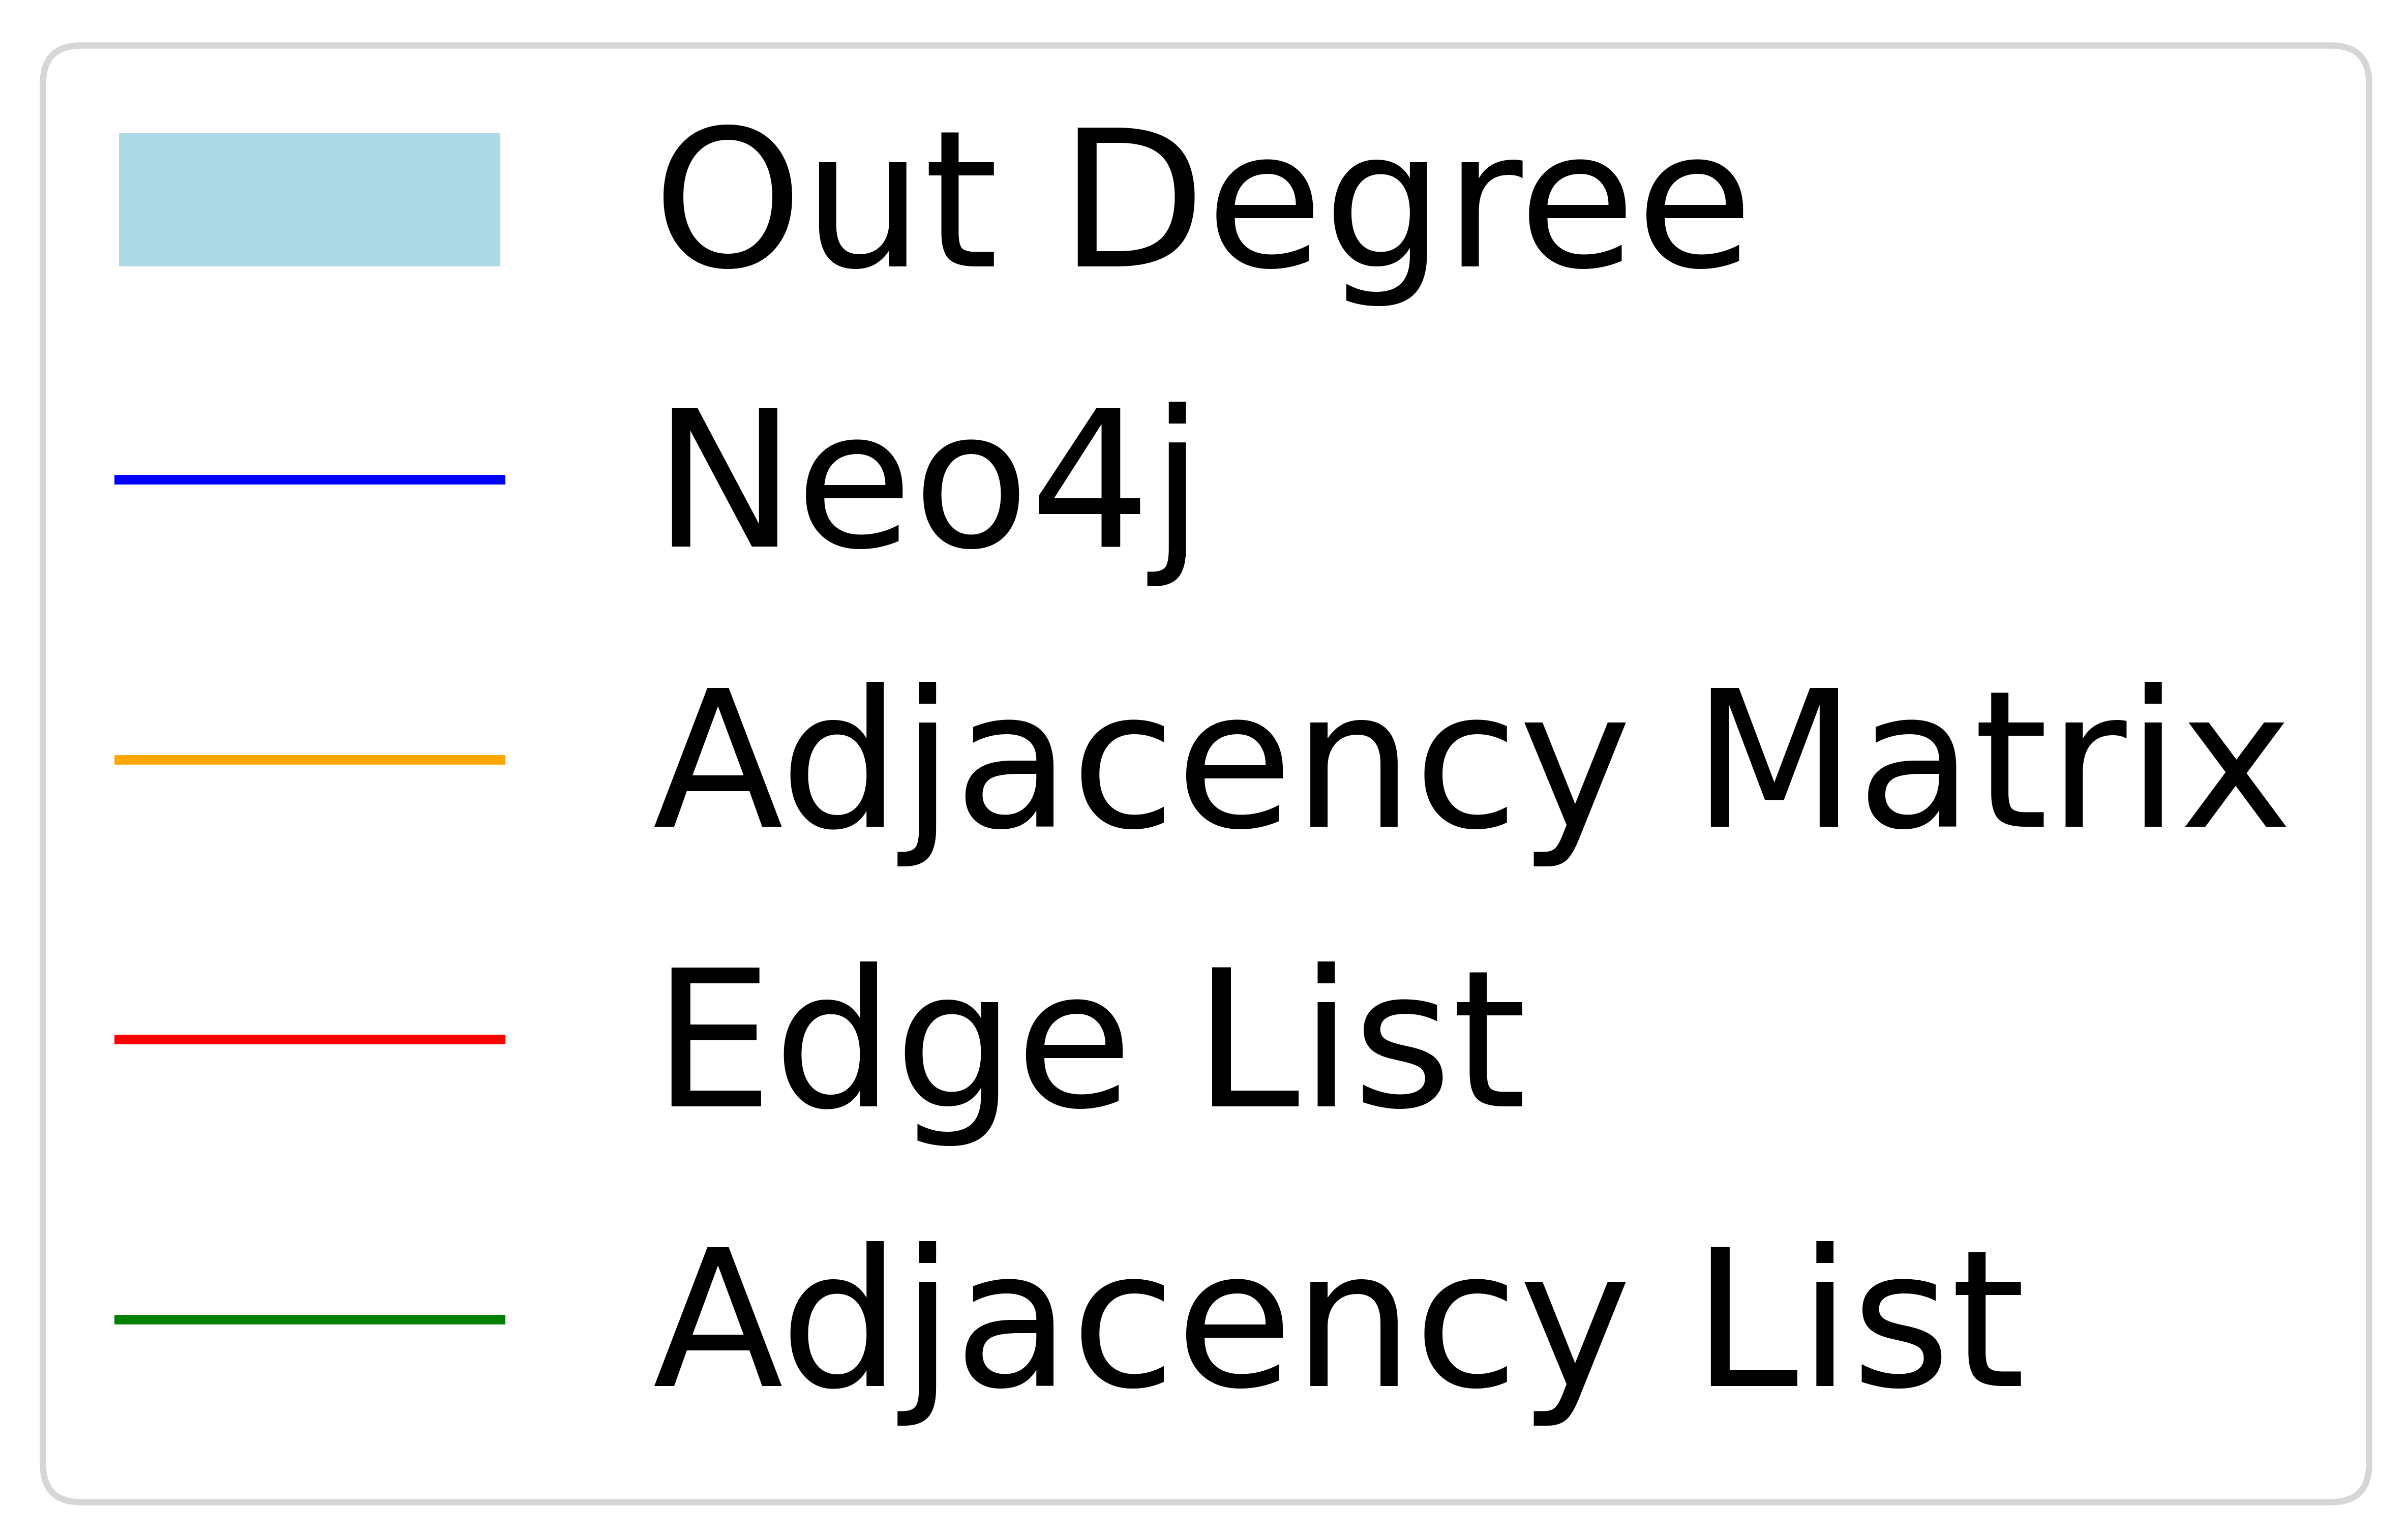 Out Degree
Neo4j
Adjacency Matrix
Edge List
Adjacency List